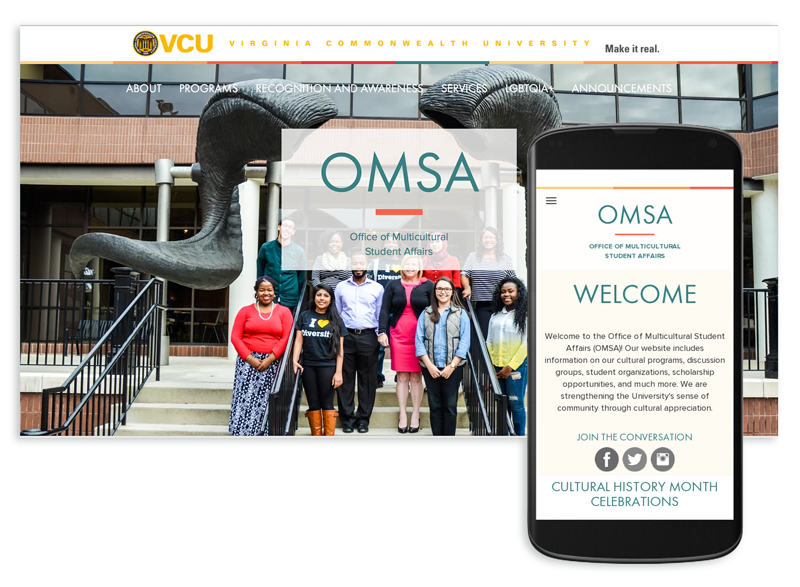 VCU VIRGINIA COMMONWEALTH UNIVERSITY Make it real.
ABOUT PROGRAMS RECOGNITION AND AWARENESS SERVICES LGBTQIA+ ANNOUNCEMENTS
OMSA
Office of Multicultural
Student Affairs
I
Diversity
OMSA
OFFICE OF MULTICULTURAL
STUDENT AFFAIRS
WELCOME
Welcome to the Office of Multicultural Student
Affairs (OMSA)! Our website includes
information on our cultural programs, discussion
groups, student organizations, scholarship
opportunities, and much more. We are
strengthening the University's sense of
community through cultural appreciation.
JOIN THE CONVERSATION
CULTURAL HISTORY MONTH
CELEBRATIONS